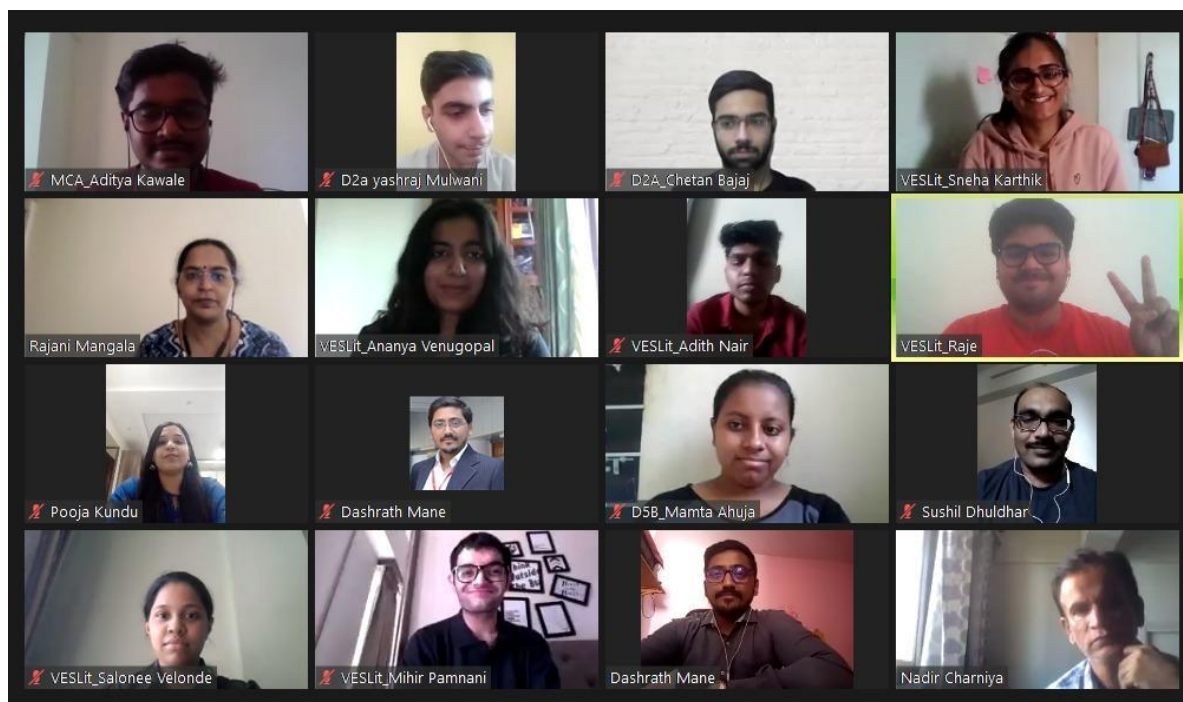 MCA_Aditya Kawale
D2a yashraj Mulwani
D2A_Chetan Bajaj
VESLit_Sneha Karthik
Rajani Mangala
VESLit_Ananya Venugopal
VESLit_Adith Nair
VESLit_Raje
Pooja Kundu
Dashrath Mane
D5B_Mamta Ahuja
Sushil Dhuldhar
VESLit_Salonee Velonde
VESLit_Mihir Pamnani
Dashrath Mane
Nadir Charniya